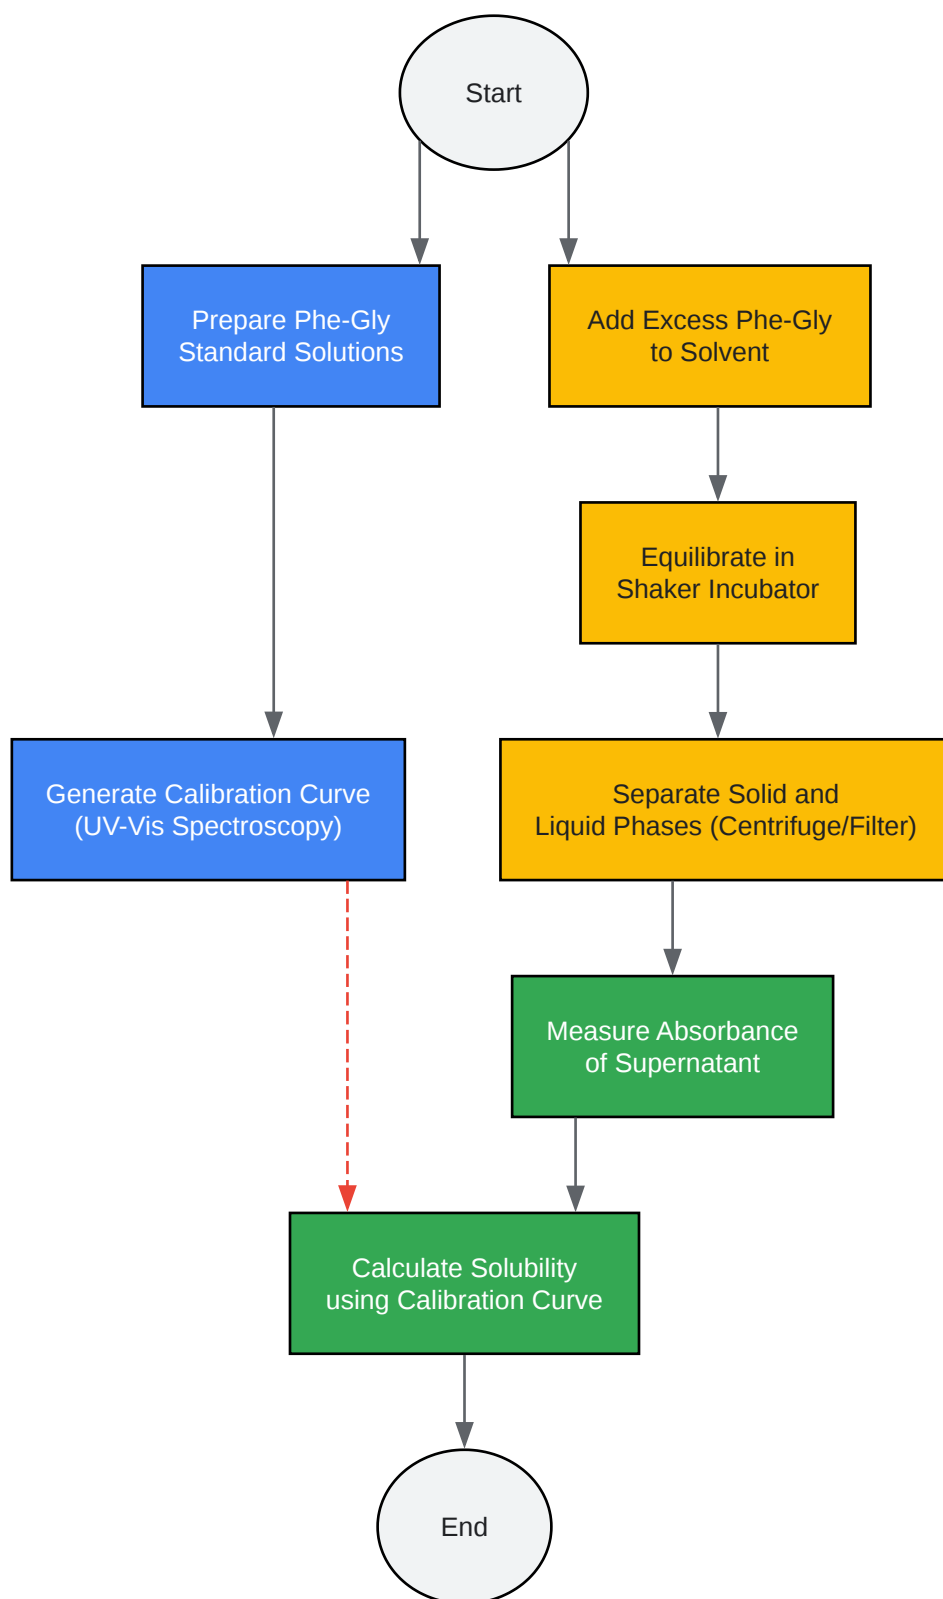 Start
Prepare Phe-Gly
Standard Solutions
Add Excess Phe-Gly
to Solvent
Equilibrate in
Shaker Incubator
Generate Calibration Curve
(UV-Vis Spectroscopy)
Separate Solid and
Liquid Phases (Centrifuge/Filter)
Measure Absorbance
of Supernatant
Calculate Solubility
using Calibration Curve
End